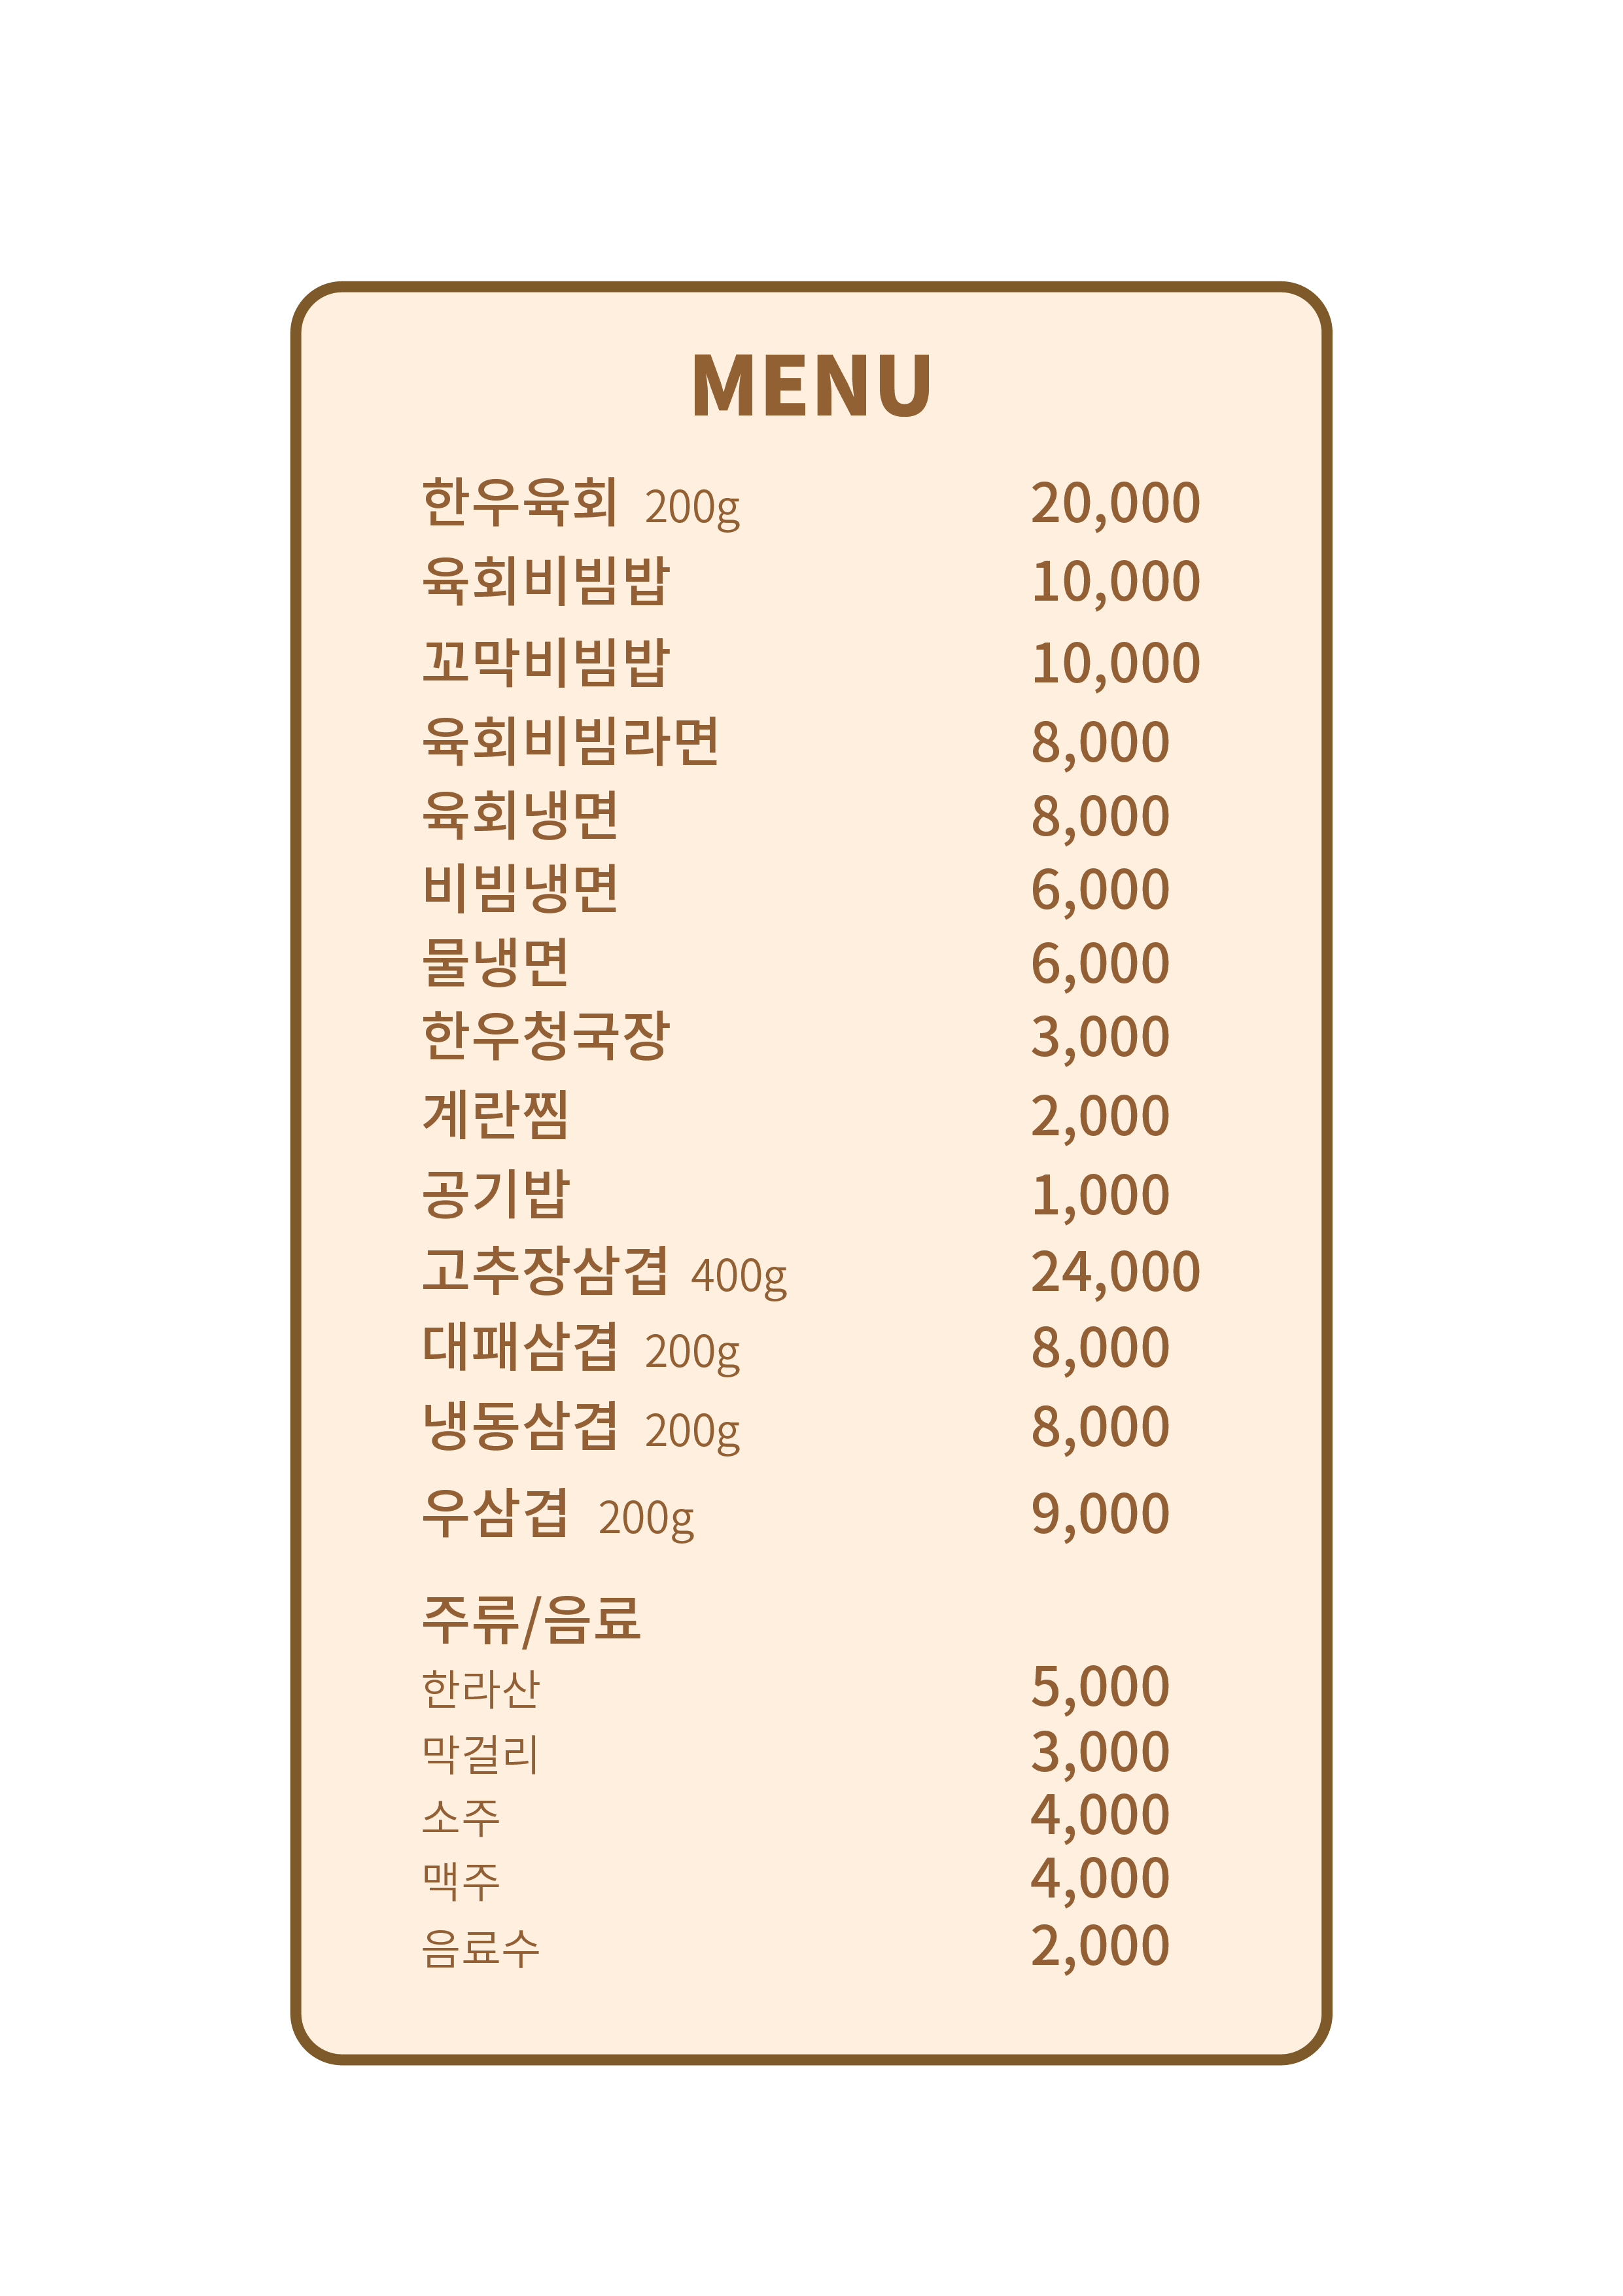 MENU
한우육회 200g 20,000
육회비빔밥 10,000
꼬막비빔밥 10,000
육회비빔라면 8,000
육회냉면 8,000
비빔냉면 6,000
물냉면 6,000
한우청국장 3,000
계란찜 2,000
공기밥 1,000
고추장삼겹 400g 24,000
대패삼겹 200g 8,000
냉동삼겹 200g 8,000
우삼겹 200g 9,000
주류/음료
한라산 5,000
막걸리 3,000
소주 4,000
맥주 4,000
음료수 2,000